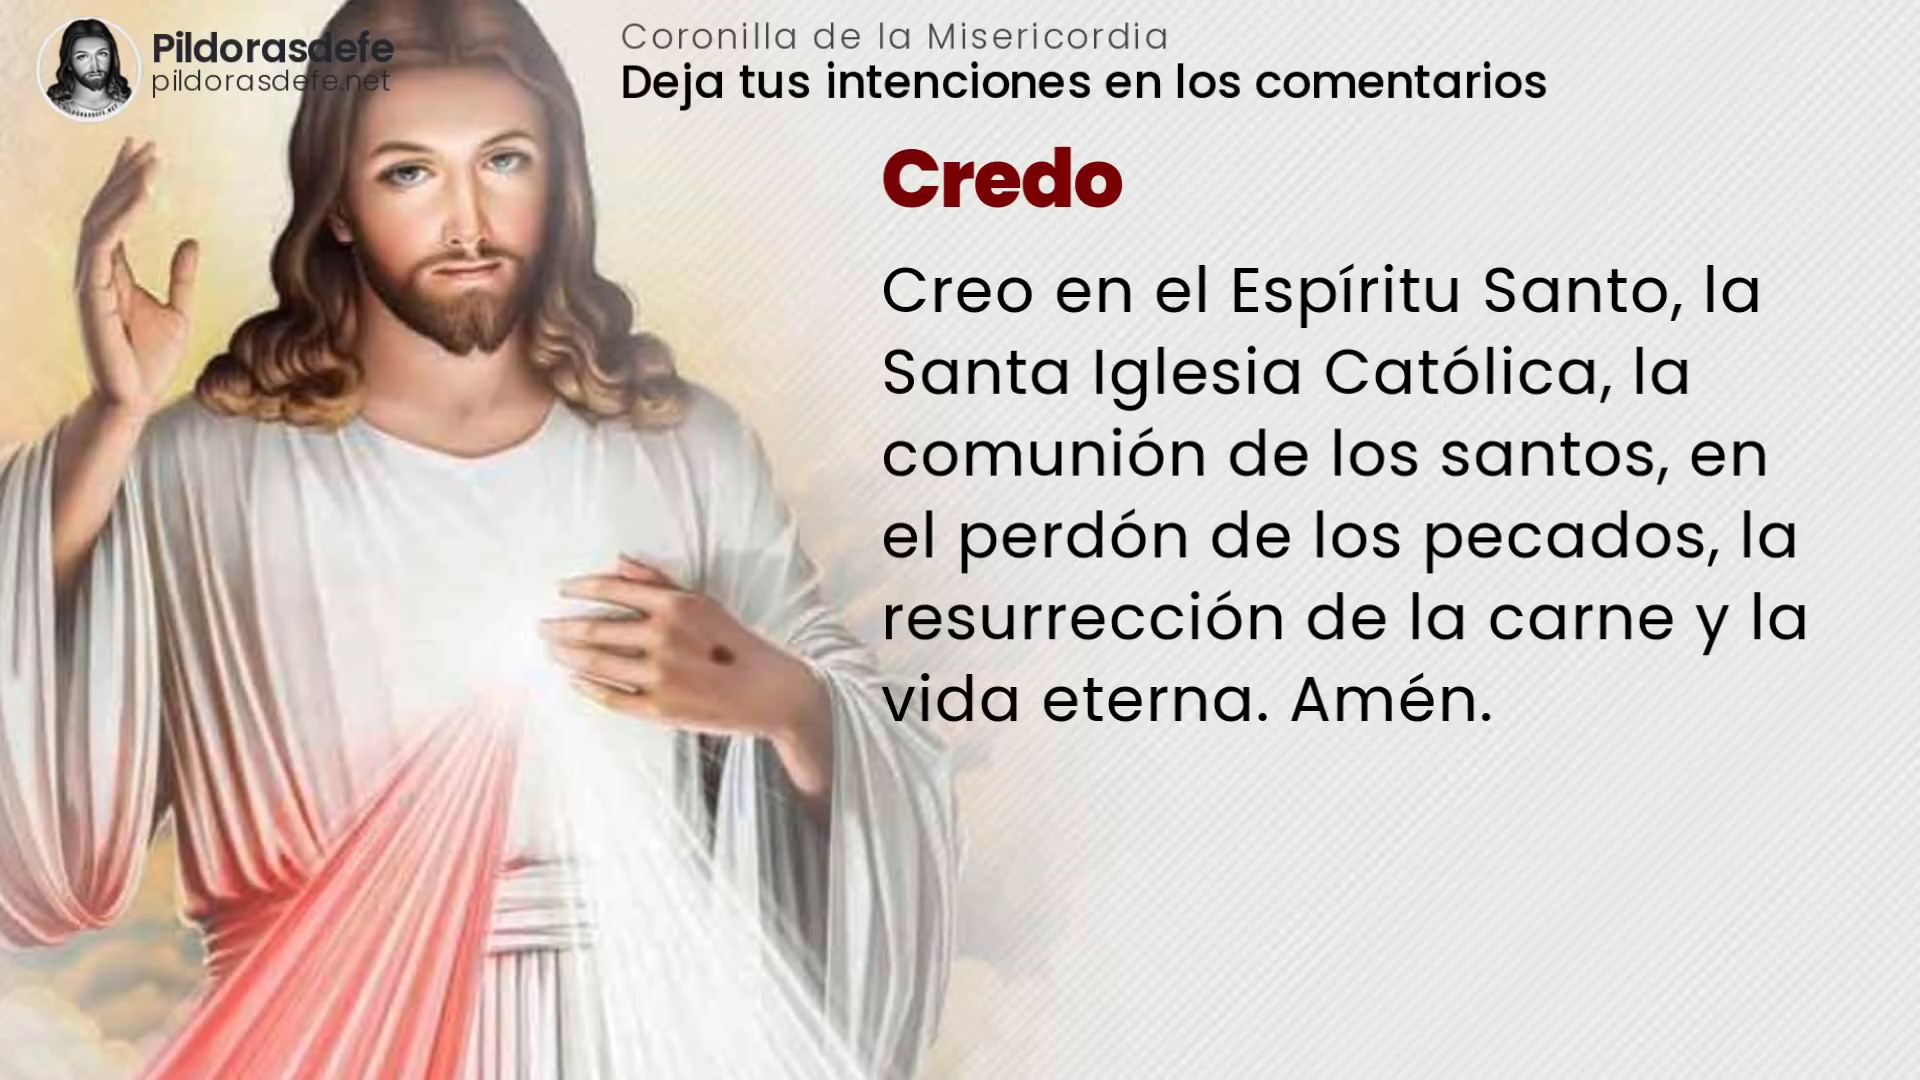 Pildorasdefe
pildorasdefe.net
Coronilla de la Misericordia
Deja tus intenciones en los comentarios
Credo
Creo en el Espíritu Santo, la
Santa Iglesia Católica, la
comunión de los santos, en
el perdón de los pecados, la
resurrección de la carne y la
vida eterna. Amén.